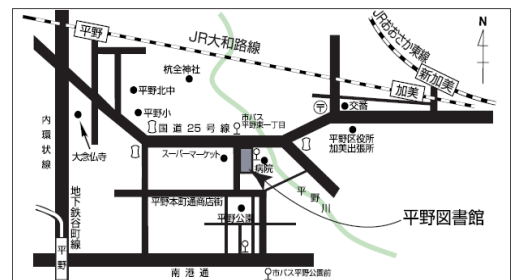 平野
JR大和路線
JRおおさか東線
新加美
N
杭全神社
加美
平野北中
平野小
市バス
平野東一丁目
〒
交番
国道25号線
平野区役所
加美出張所
内環状線
大念仏寺
スーパーマーケット
病院
平野川
地下鉄谷町線
平野本町通商店街
平野公園
平野図書館
平野
南港通
市バス平野公園前